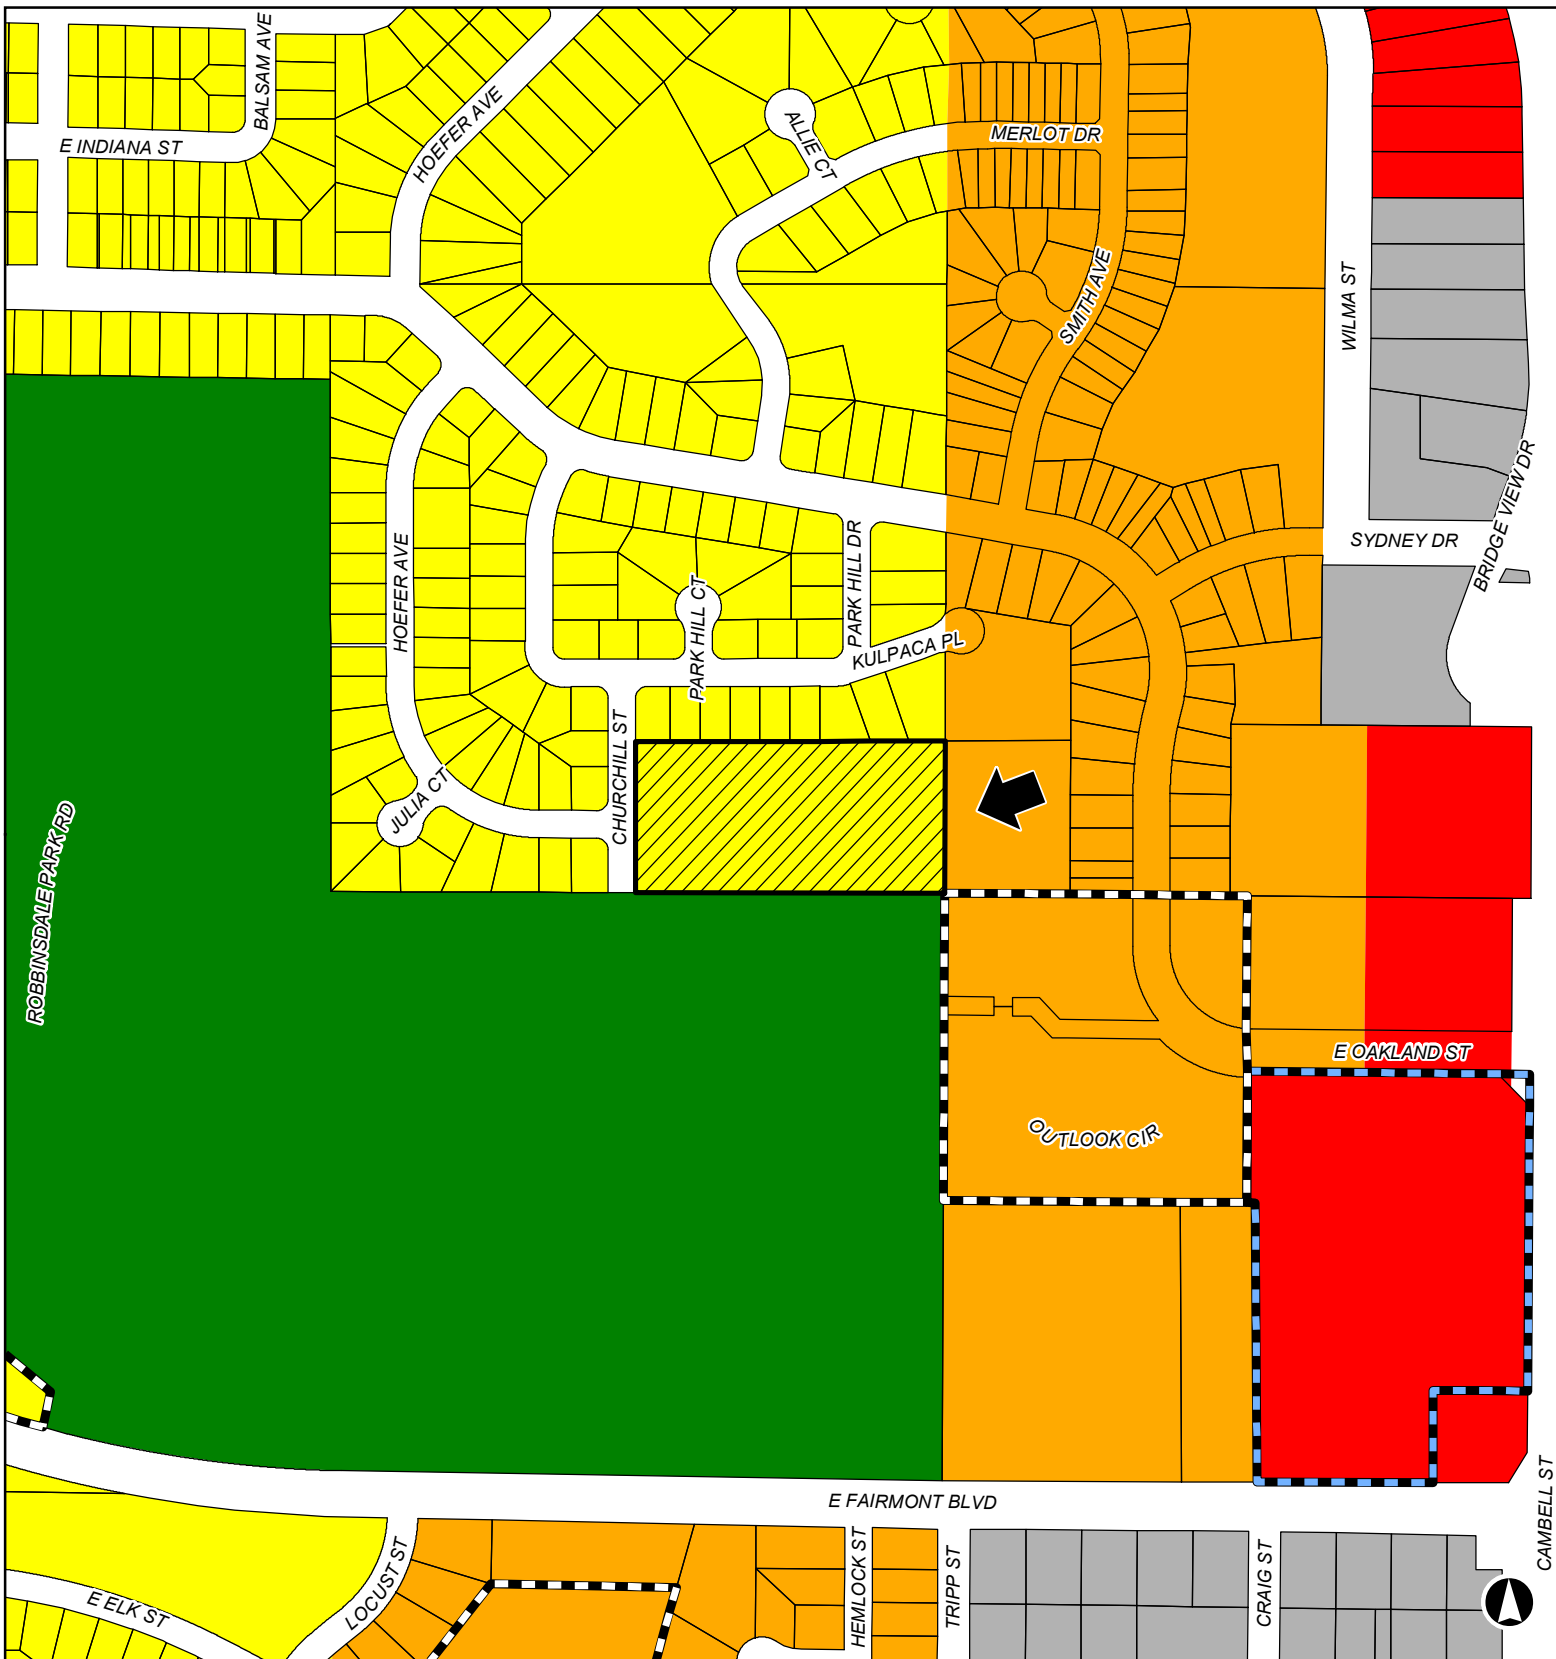 BALSAM AVE
E INDIANA ST
HOEFER AVE
ALLIE CT
MERLOT DR
SMITH AVE
WILMA ST
BRIDGE VIEW DR
SYDNEY DR
HOEFER AVE
PARK HILL CT
PARK HILL DR
KULPACA PL
CHURCHILL ST
JULIA CT
ROBBINSDALE PARK RD
E OAKLAND ST
OUTLOOK CIR
E FAIRMONT BLVD
CAMBELL ST
LOCUST ST
E ELK ST
HEMLOCK ST
TRIPP ST
CRAIG ST